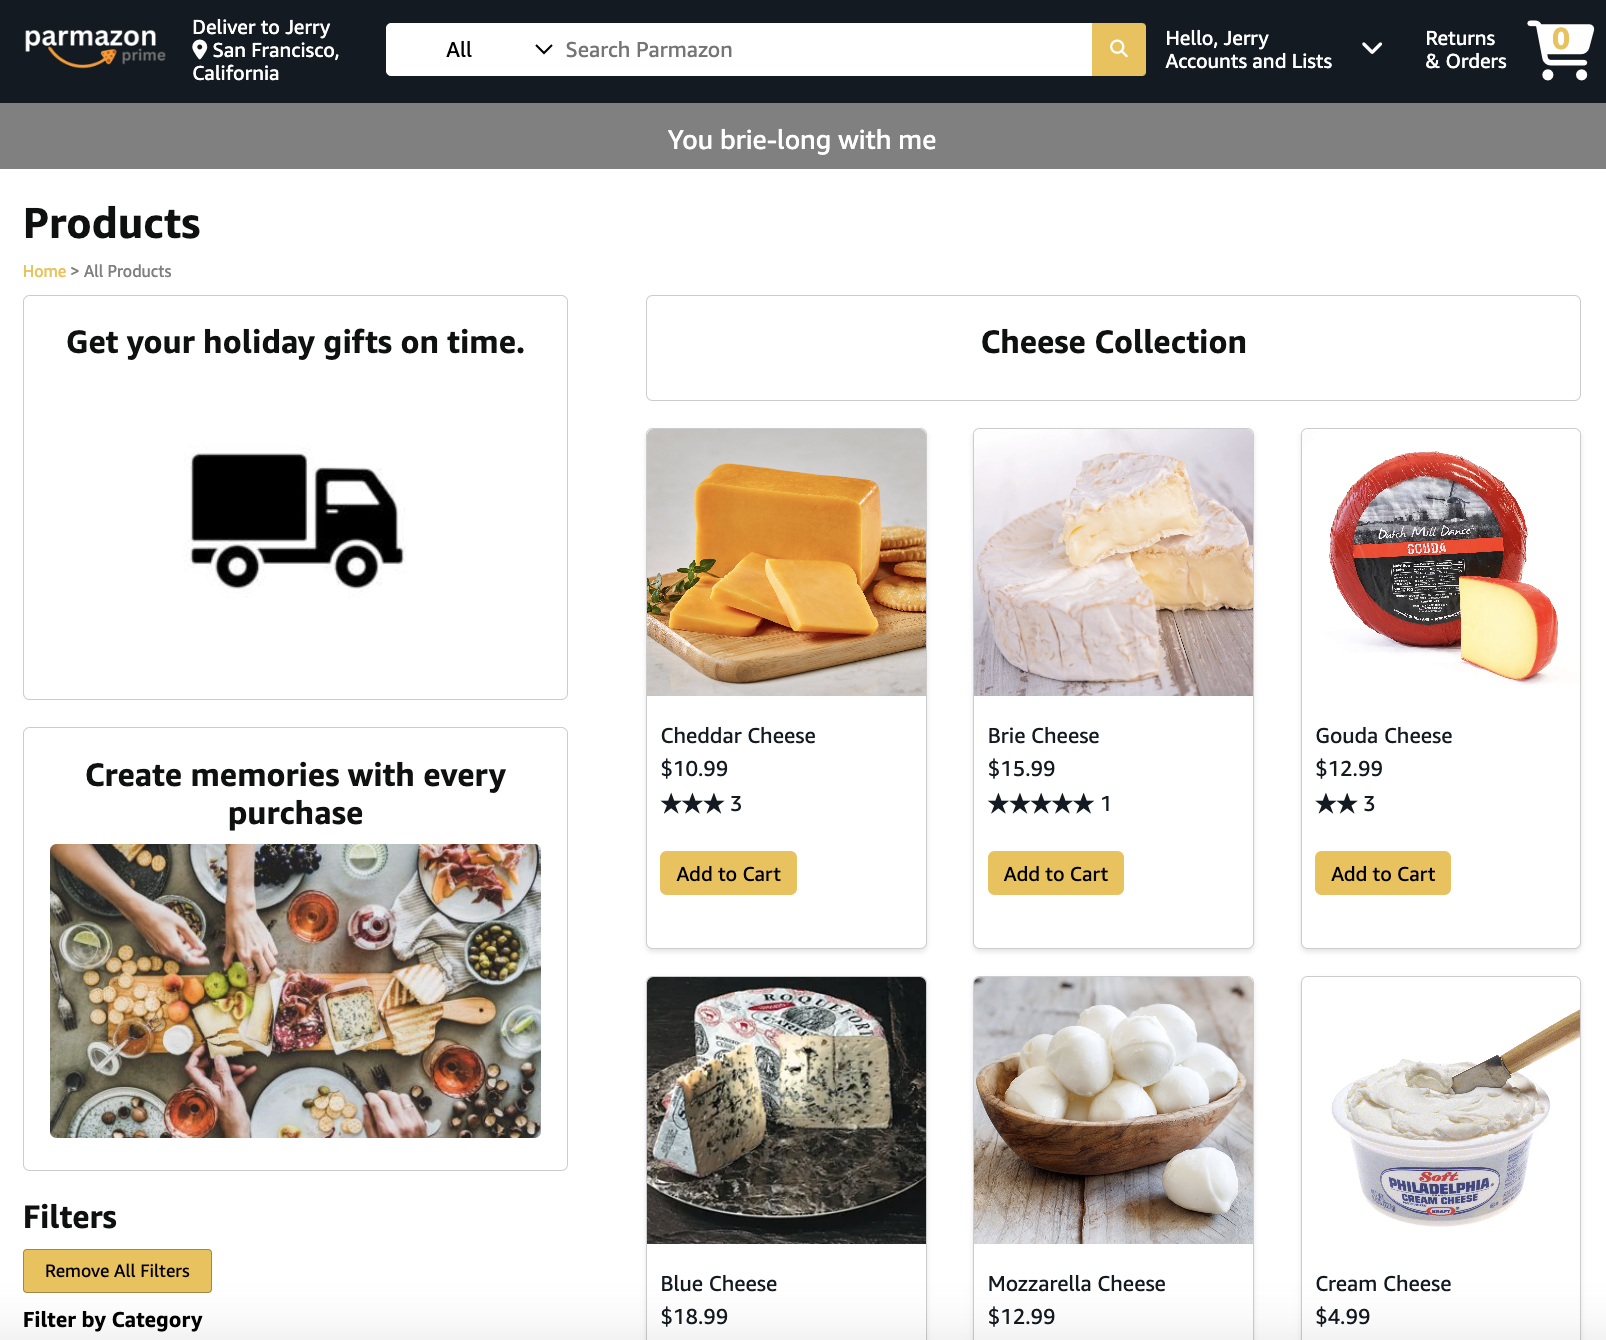 parmazon
prime
Deliver to Jerry
San Francisco,
California
All
Search Parmazon
Hello, Jerry
Accounts and Lists
Returns
& Orders
0
You brie-long with me
Products
Home > All Products
Get your holiday gifts on time.
Create memories with every
purchase
Filters
Remove All Filters
Filter by Category
Cheese Collection
Dutch Mill Dance
GOUDA
Cheddar Cheese
$10.99
★★★ 3
Add to Cart
Brie Cheese
$15.99
★★★★★ 1
Add to Cart
Gouda Cheese
$12.99
★★ 3
Add to Cart
ROQUEFORT
Soft
PHILADELPHIA
CREAM CHEESE
KRAFT
Blue Cheese
$18.99
Mozzarella Cheese
$12.99
Cream Cheese
$4.99